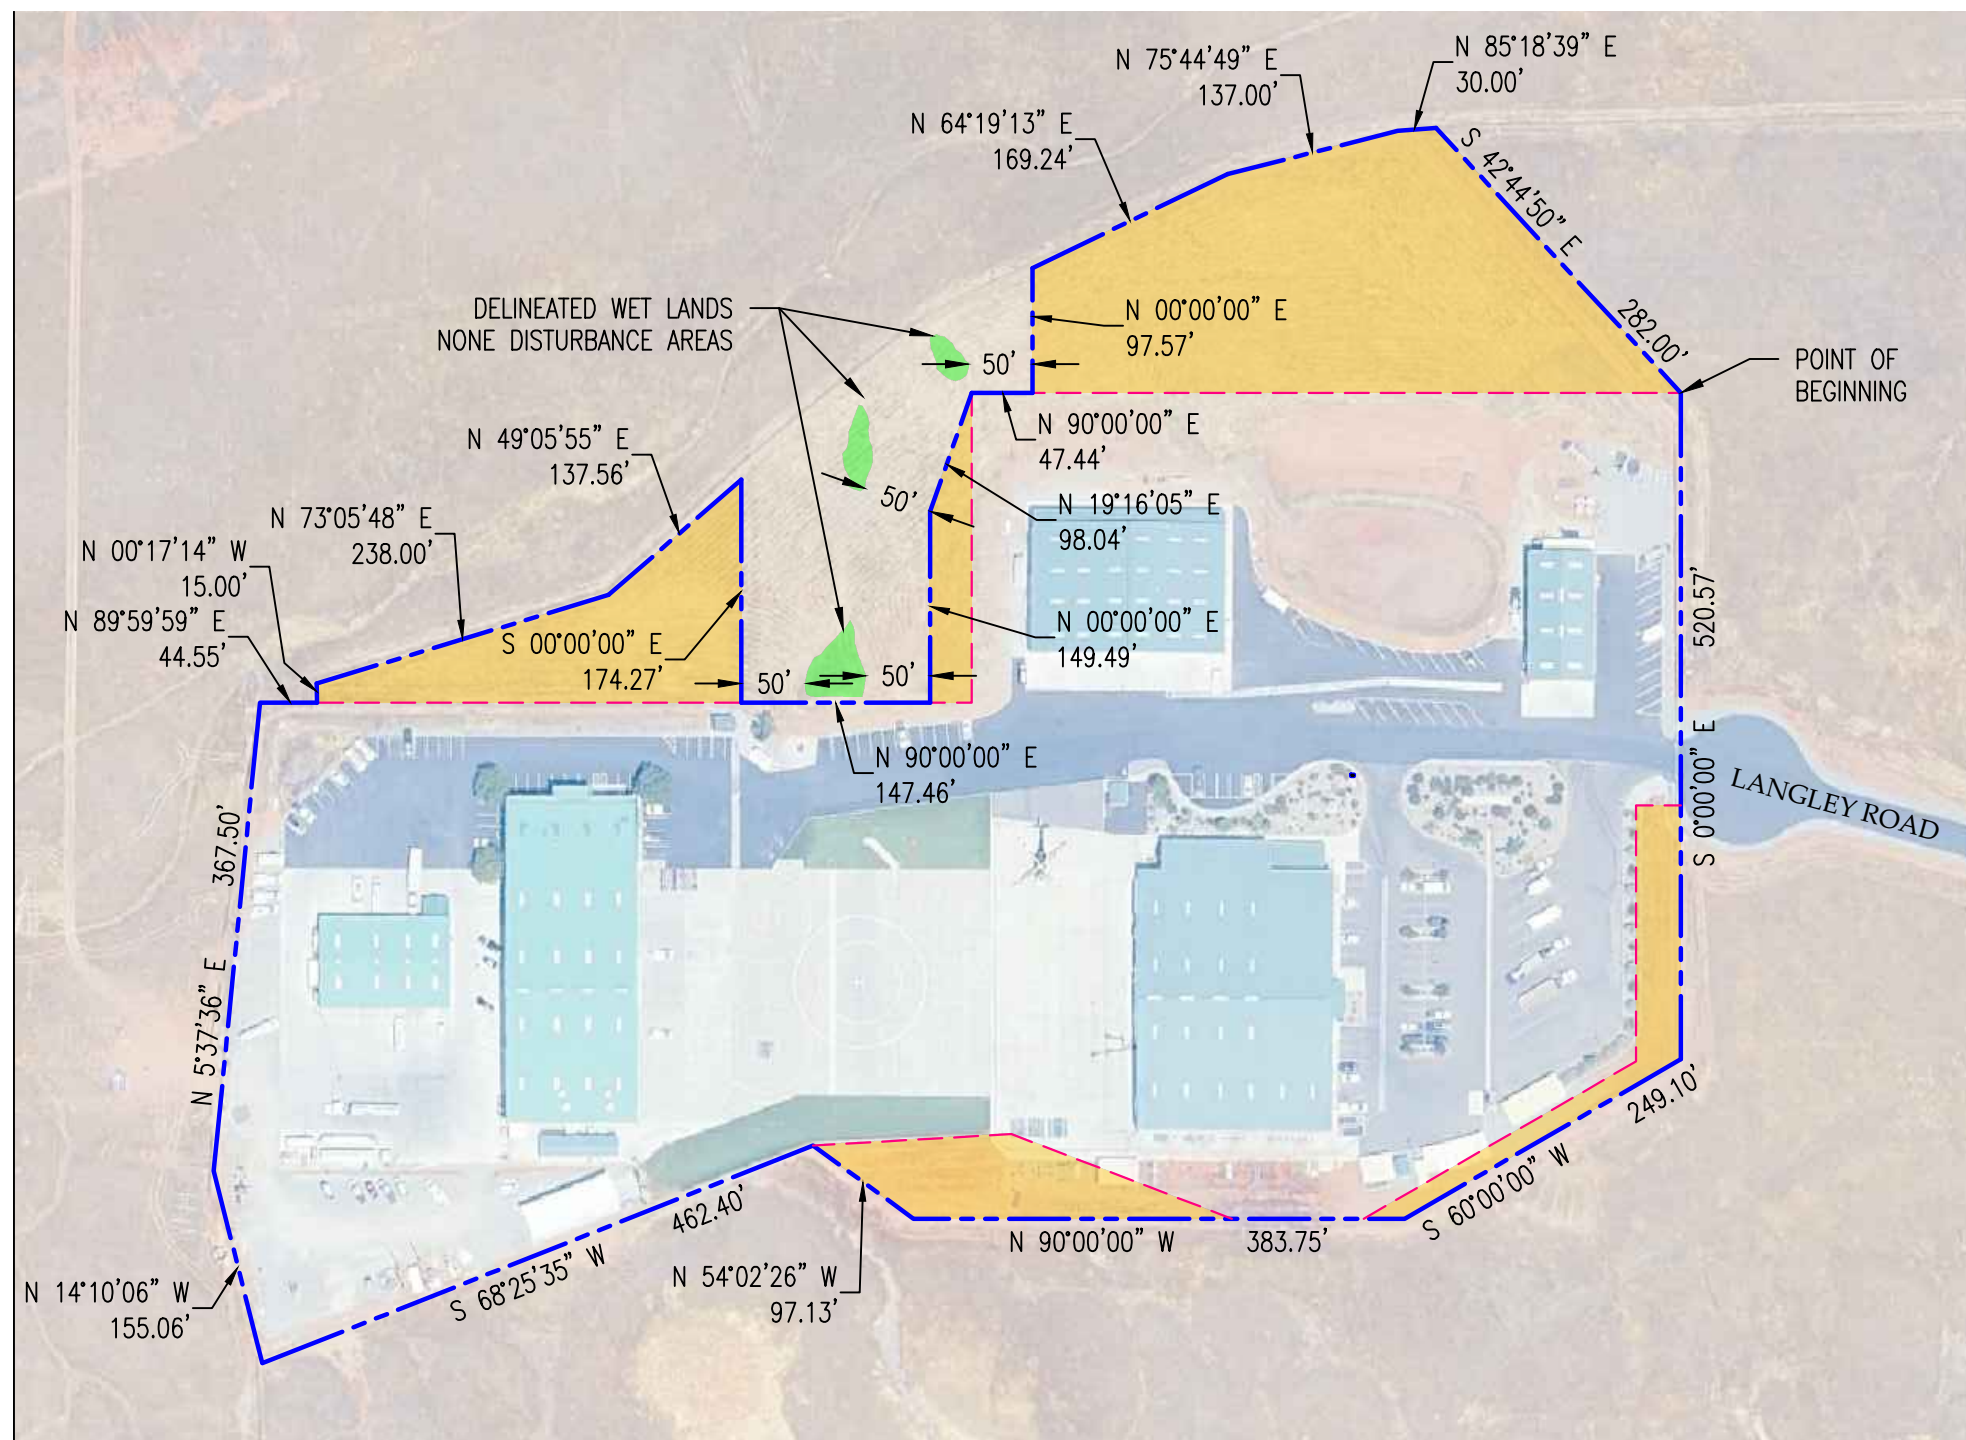 N 85°18'39" E
30.00'
N 75°44'49" E
137.00'
N 64°19'13" E
169.24'
S 42°44'50" E
282.00'
DELINEATED WET LANDS
NONE DISTURBANCE AREAS
N 00°00'00" E
97.57'
50'
POINT OF
BEGINNING
N 90°00'00" E
47.44'
N 49°05'55" E
137.56'
50'
N 19°16'05" E
98.04'
N 73°05'48" E
238.00'
N 00°17'14" W
15.00'
N 89°59'59" E
44.55'
S 00°00'00" E
174.27'
N 00°00'00" E
149.49'
50'
50'
520.57'
S 0°00'00" E
N 90°00'00" E
147.46'
LANGLEY ROAD
367.50'
N 5°37'36" E
249.10'
S 60°00'00" W
462.40'
S 68°25'35" W
N 90°00'00" W
383.75'
N 54°02'26" W
97.13'
N 14°10'06" W
155.06'